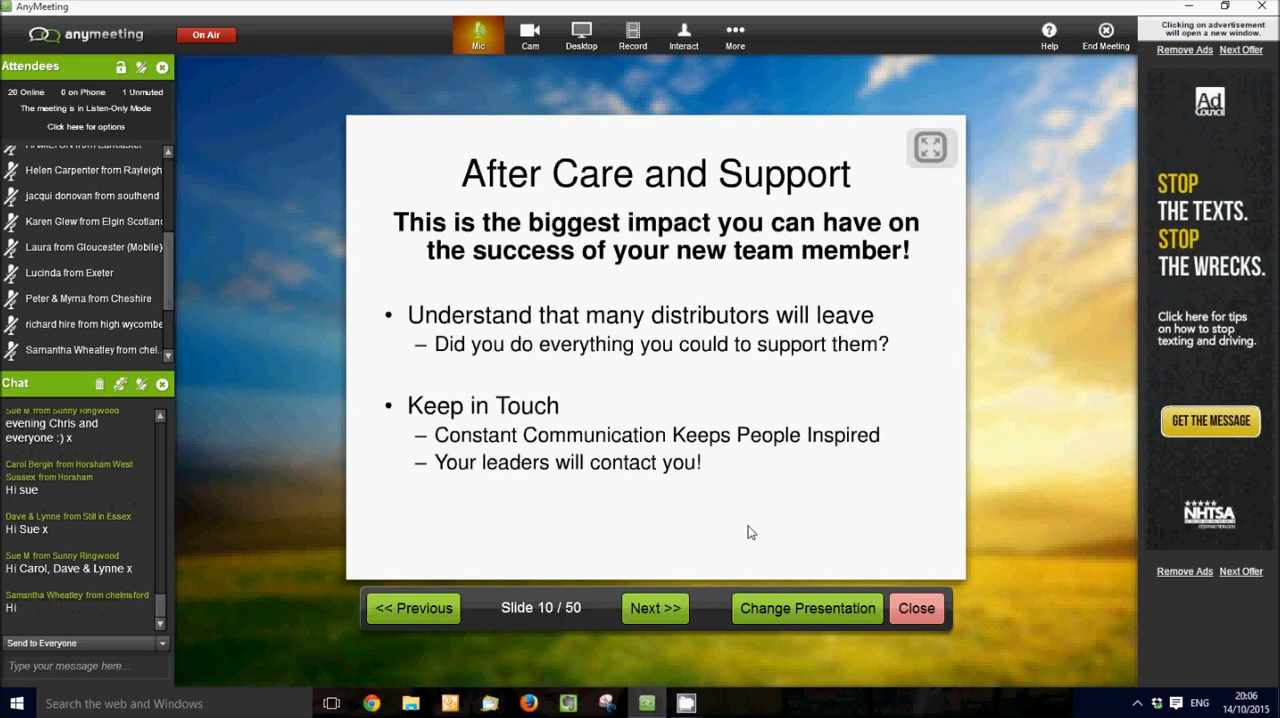 AnyMeeting
anymeeting
On Air
Mic
Cam
Desktop
Record
Interact
More
Help
End Meeting
Clicking on advertisement
will open a new window.
Remove Ads Next Offer
Attendees
20 Online 0 on Phone 1 Unmuted
The meeting is in Listen-Only Mode
Click here for options
Helen Carpenter from Rayleigh
jacqui donovan from southend
Karen Glew from Elgin Scotland
Laura from Gloucester (Mobile)
Lucinda from Exeter
Peter & Myrna from Cheshire
richard hire from high wycombe
Samantha Wheatley from chel...
Chat
Sue M from Sunny Ringwood
evening Chris and
everyone :) x
Carol Bergin from Horsham West
Sussex from Horsham
Hi sue
Dave & Lynne from Still in Essex
Hi Sue x
Sue M from Sunny Ringwood
Hi Carol, Dave & Lynne x
Samantha Wheatley from chelmsford
Hi
Send to Everyone
Type your message here...
After Care and Support
This is the biggest impact you can have on
the success of your new team member!
• Understand that many distributors will leave
– Did you do everything you could to support them?
• Keep in Touch
– Constant Communication Keeps People Inspired
– Your leaders will contact you!
<< Previous
Slide 10 / 50
Next >>
Change Presentation
Close
Ad
Council
STOP
THE TEXTS.
STOP
THE WRECKS.
Click here for tips
on how to stop
texting and driving.
GET THE MESSAGE
NHTSA
Remove Ads Next Offer
Search the web and Windows
ENG
20:06
14/10/2015